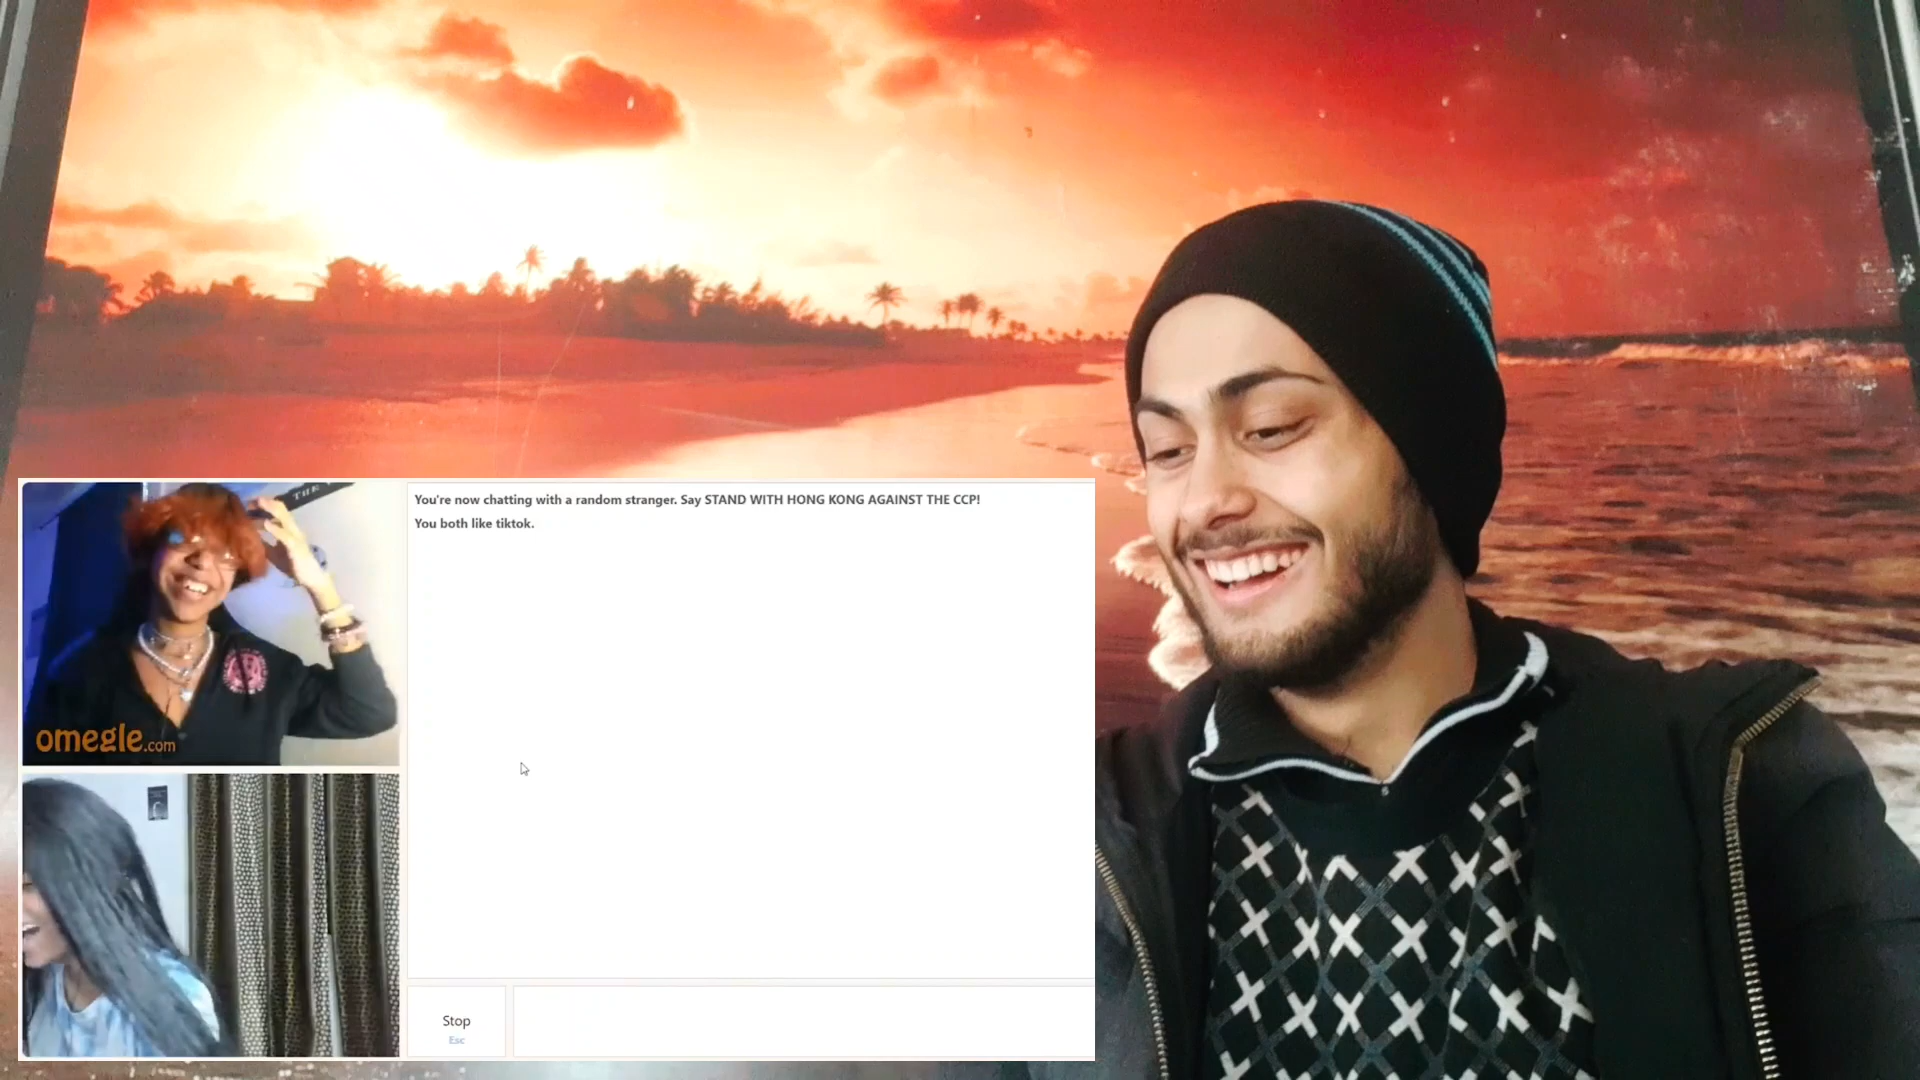 You're now chatting with a random stranger. Say STAND WITH HONG KONG AGAINST THE CCP!
You both like tiktok.
THE
omegle.com
Stop
Esc